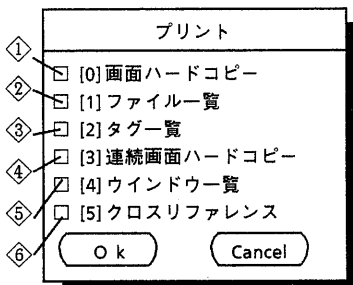 プリント
① □ [0]画面ハードコピー
② □ [1]ファイル一覧
③ □ [2]タグ一覧
④ □ [3]連続画面ハードコピー
⑤ □ [4]ウインドウ一覧
⑥ □ [5]クロスリファレンス
Ok Cancel